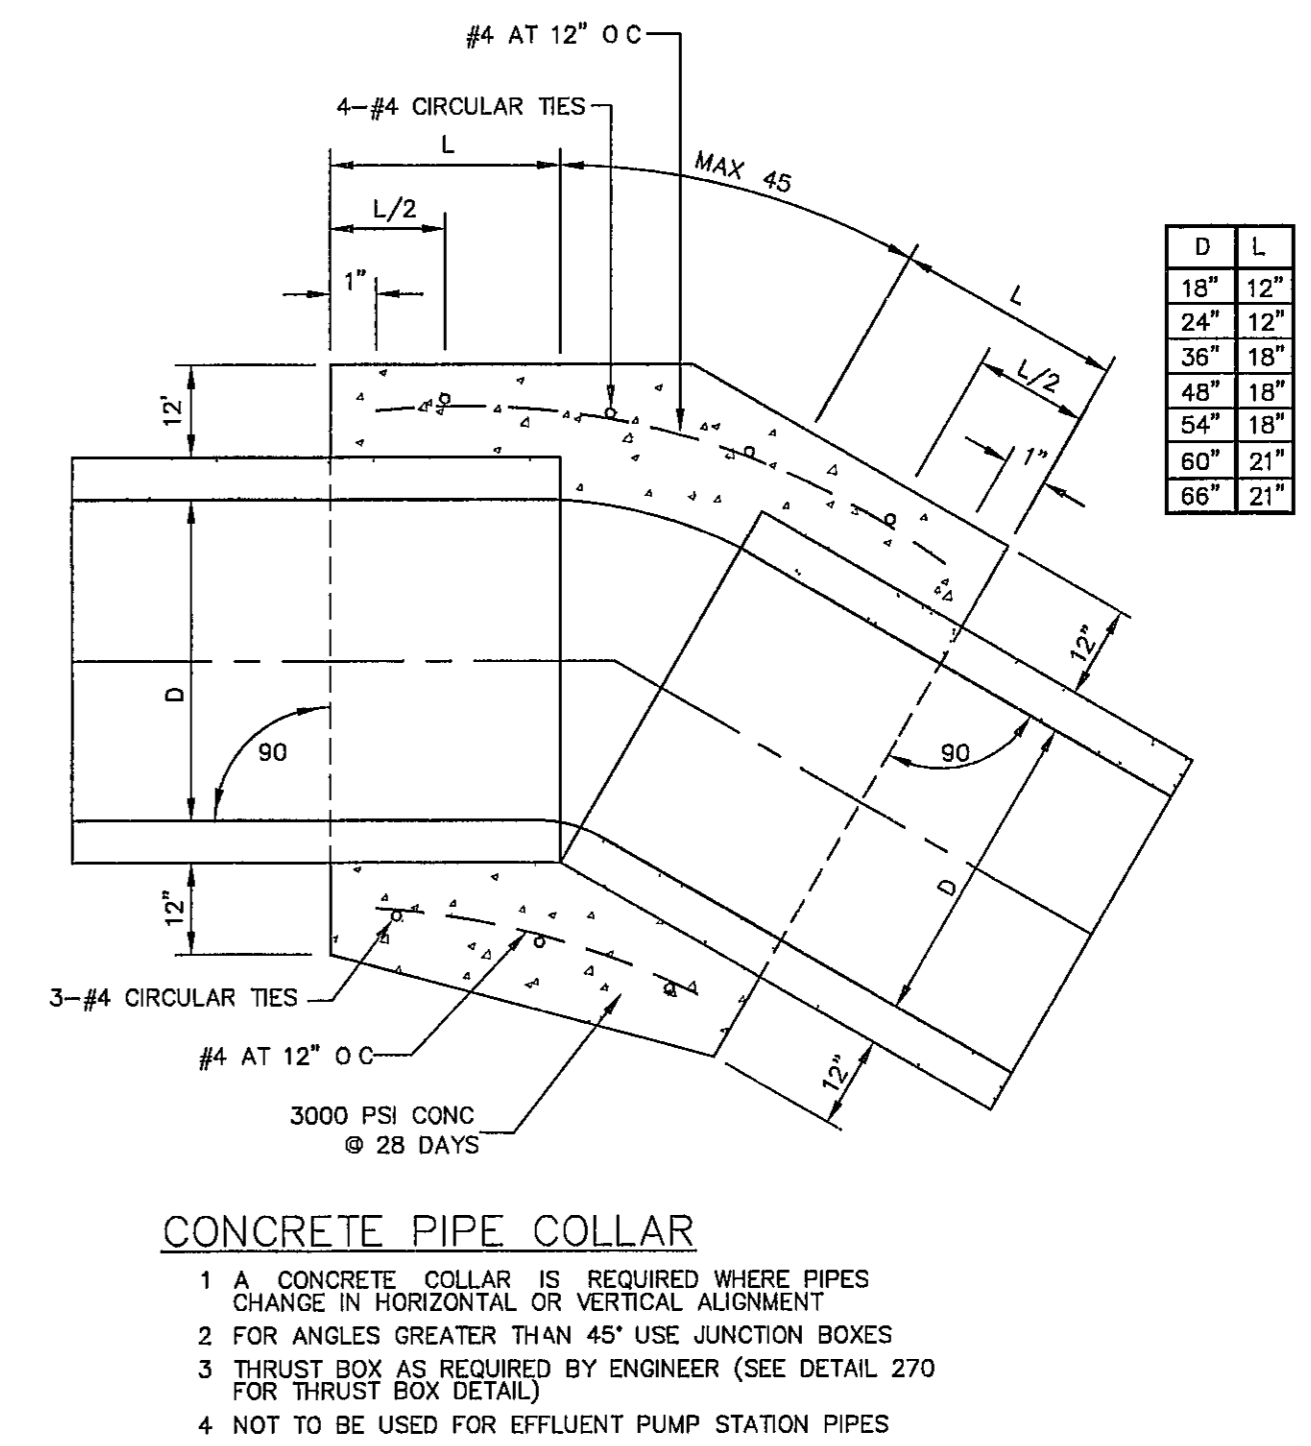 #4 AT 12" O C
4-#4 CIRCULAR TIES
L
MAX 45
L/2
1"
L
L/2
1"
D L
18" 12"
24" 12"
36" 18"
48" 18"
54" 18"
60" 21"
66" 21"
12'
12"
D
90
90
D
12"
12"
3-#4 CIRCULAR TIES
#4 AT 12" O C
3000 PSI CONC
@ 28 DAYS
CONCRETE PIPE COLLAR
1 A CONCRETE COLLAR IS REQUIRED WHERE PIPES
CHANGE IN HORIZONTAL OR VERTICAL ALIGNMENT
2 FOR ANGLES GREATER THAN 45° USE JUNCTION BOXES
3 THRUST BOX AS REQUIRED BY ENGINEER (SEE DETAIL 270
FOR THRUST BOX DETAIL)
4 NOT TO BE USED FOR EFFLUENT PUMP STATION PIPES